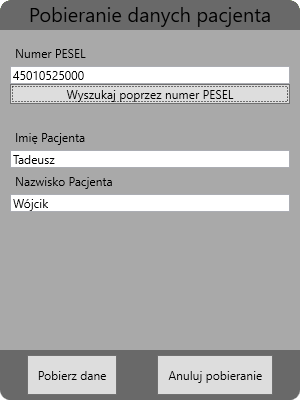 Pobieranie danych pacjenta
Numer PESEL
45010525000
Wyszukaj poprzez numer PESEL
Imię Pacjenta
Tadeusz
Nazwisko Pacjenta
Wójcik
Pobierz dane
Anuluj pobieranie